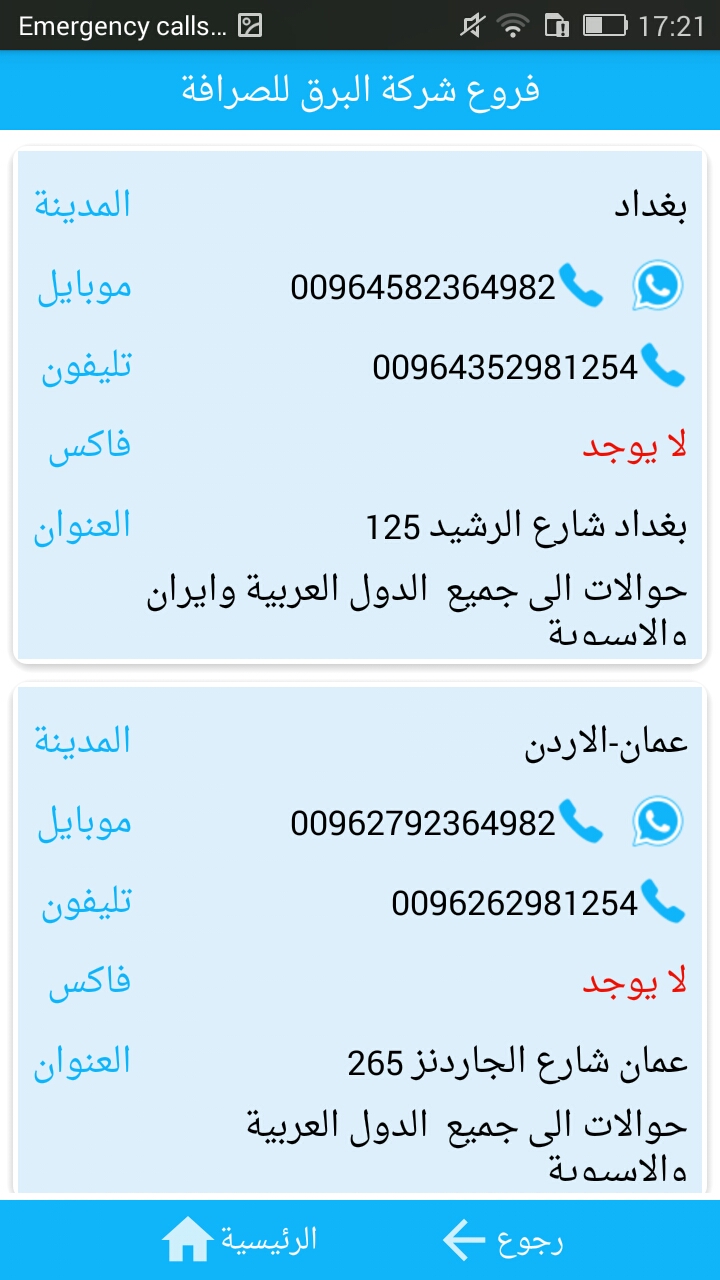 Emergency calls... 17:21
فروع شركة البرق للصرافة
المدينة بغداد
موبايل 00964582364982
تليفون 00964352981254
فاكس لا يوجد
العنوان بغداد شارع الرشيد 125
حوالات الى جميع الدول العربية وايران
والاسيوية
المدينة عمان-الاردن
موبايل 00962792364982
تليفون 0096262981254
فاكس لا يوجد
العنوان عمان شارع الجاردنز 265
حوالات الى جميع الدول العربية
والاسيوية
رجوع الرئيسية